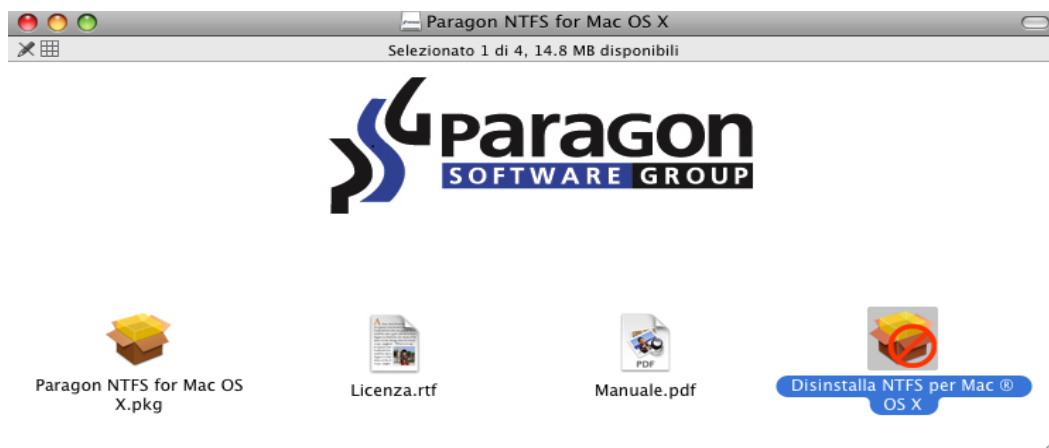 Paragon NTFS for Mac OS X
Selezionato 1 di 4, 14.8 MB disponibili
Paragon
SOFTWARE GROUP
Paragon NTFS for Mac OS
X.pkg
Licenza.rtf
PDF
Manuale.pdf
Disinstalla NTFS per Mac ®
OS X